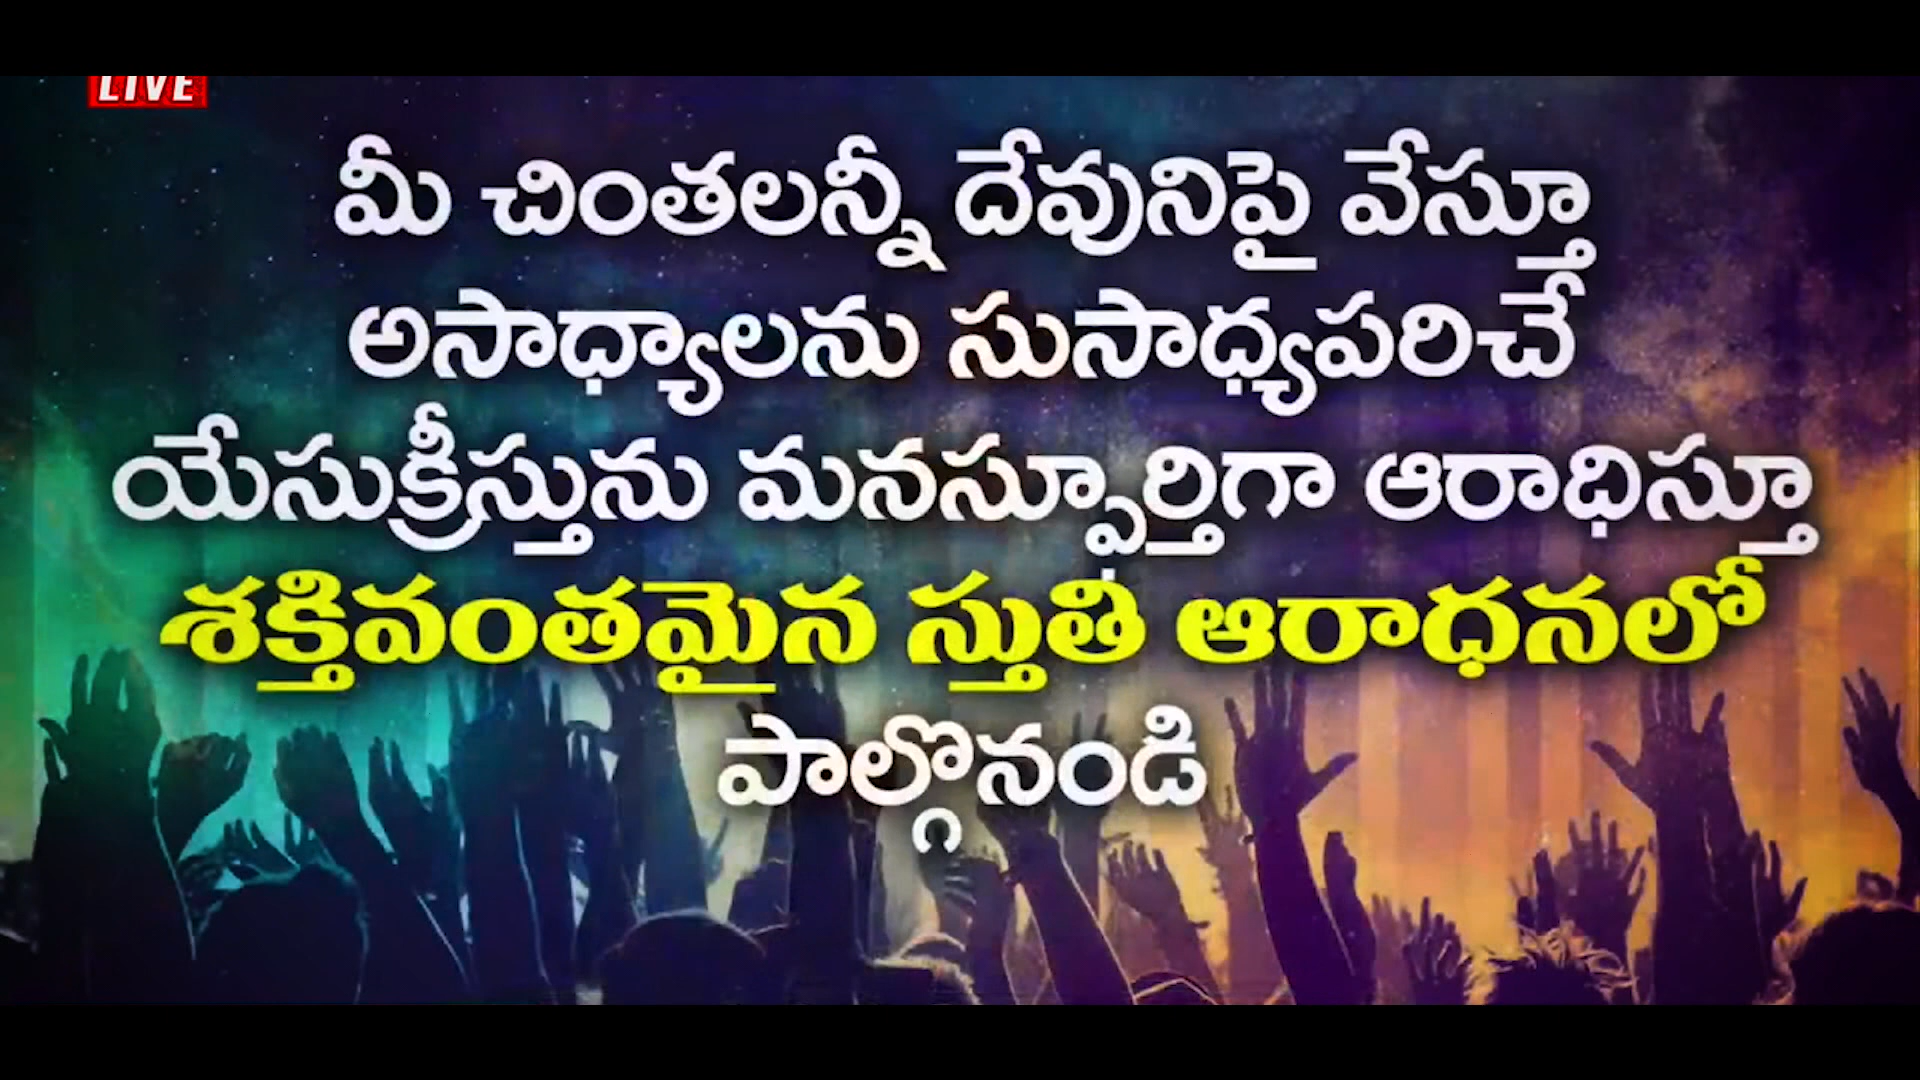 LIVE
మీ చింతలన్నీ దేవునిపై వేస్తూ
అసాధ్యాలను సుసాధ్యపరిచే
యేసుక్రీస్తును మనస్ఫూర్తిగా ఆరాధిస్తూ
శక్తివంతమైన స్తుతి ఆరాధనలో
పాల్గొనండి